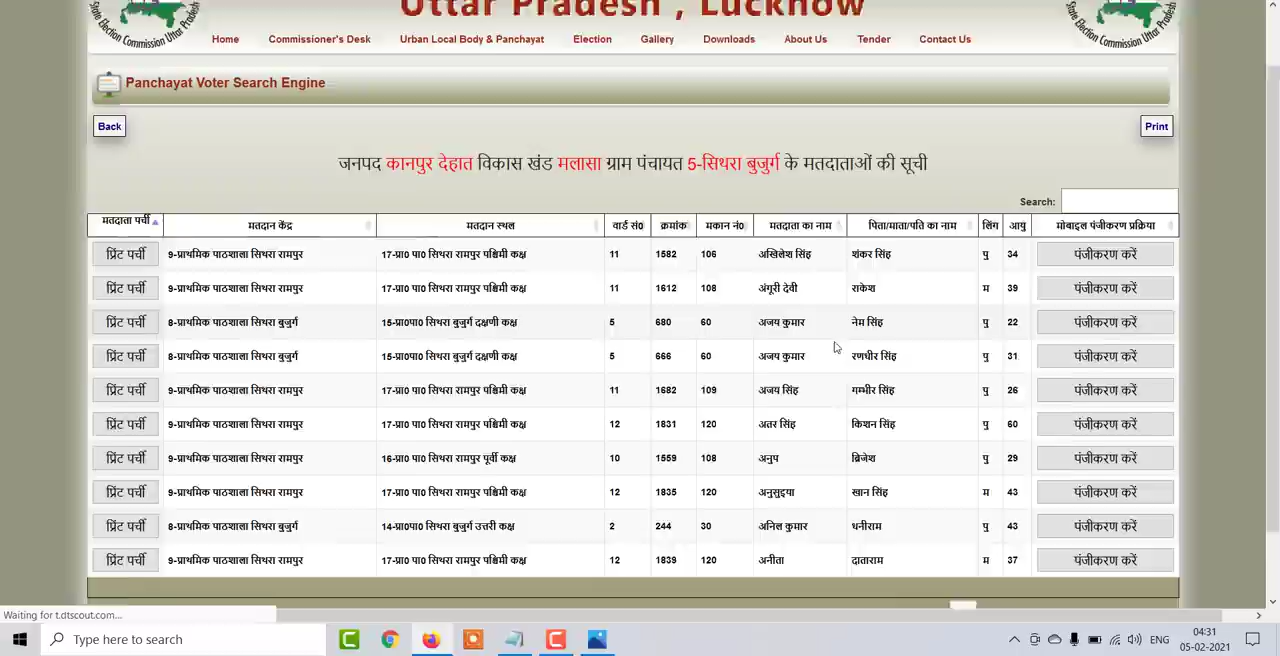 Uttar Pradesh , Lucknow
State Election Commission Uttar Pradesh
State Election Commission Uttar Pradesh
Home Commissioner's Desk Urban Local Body & Panchayat Election Gallery Downloads About Us Tender Contact Us
Panchayat Voter Search Engine
Back Print
जनपद कानपुर देहात विकास खंड मलासा ग्राम पंचायत 5-सिथरा बुजुर्ग के मतदाताओं की सूची
Search:
मतदाता पर्ची मतदान केंद्र मतदान स्थल वार्ड सं0 क्रमांक मकान नं0 मतदाता का नाम पिता/माता/पति का नाम लिंग आयु मोबाइल पंजीकरण प्रक्रिया
प्रिंट पर्ची 9-प्राथमिक पाठशाला सिथरा रामपुर 17-प्रा0 पा0 सिथरा रामपुर पश्चिमी कक्ष 11 1582 106 अखिलेश सिंह शंकर सिंह पु 34 पंजीकरण करें
प्रिंट पर्ची 9-प्राथमिक पाठशाला सिथरा रामपुर 17-प्रा0 पा0 सिथरा रामपुर पश्चिमी कक्ष 11 1612 108 अंगूरी देवी राकेश म 39 पंजीकरण करें
प्रिंट पर्ची 8-प्राथमिक पाठशाला सिथरा बुजुर्ग 15-प्रा0पा0 सिथरा बुजुर्ग दक्षणी कक्ष 5 680 60 अजय कुमार नेम सिंह पु 22 पंजीकरण करें
प्रिंट पर्ची 8-प्राथमिक पाठशाला सिथरा बुजुर्ग 15-प्रा0पा0 सिथरा बुजुर्ग दक्षणी कक्ष 5 666 60 अजय कुमार रणधीर सिंह पु 31 पंजीकरण करें
प्रिंट पर्ची 9-प्राथमिक पाठशाला सिथरा रामपुर 17-प्रा0 पा0 सिथरा रामपुर पश्चिमी कक्ष 11 1682 109 अजय सिंह गम्भीर सिंह पु 26 पंजीकरण करें
प्रिंट पर्ची 9-प्राथमिक पाठशाला सिथरा रामपुर 17-प्रा0 पा0 सिथरा रामपुर पश्चिमी कक्ष 12 1831 120 अतर सिंह किशन सिंह पु 60 पंजीकरण करें
प्रिंट पर्ची 9-प्राथमिक पाठशाला सिथरा रामपुर 16-प्रा0 पा0 सिथरा रामपुर पूर्वी कक्ष 10 1559 108 अनुप ब्रिजेश पु 29 पंजीकरण करें
प्रिंट पर्ची 9-प्राथमिक पाठशाला सिथरा रामपुर 17-प्रा0 पा0 सिथरा रामपुर पश्चिमी कक्ष 12 1835 120 अनुसुइया खान सिंह म 43 पंजीकरण करें
प्रिंट पर्ची 8-प्राथमिक पाठशाला सिथरा बुजुर्ग 14-प्रा0पा0 सिथरा बुजुर्ग उत्तरी कक्ष 2 244 30 अनिल कुमार धनीराम पु 43 पंजीकरण करें
प्रिंट पर्ची 9-प्राथमिक पाठशाला सिथरा रामपुर 17-प्रा0 पा0 सिथरा रामपुर पश्चिमी कक्ष 12 1839 120 अनीता दाताराम म 37 पंजीकरण करें
Waiting for t.dtscout.com...
Type here to search ENG 04:31
05-02-2021